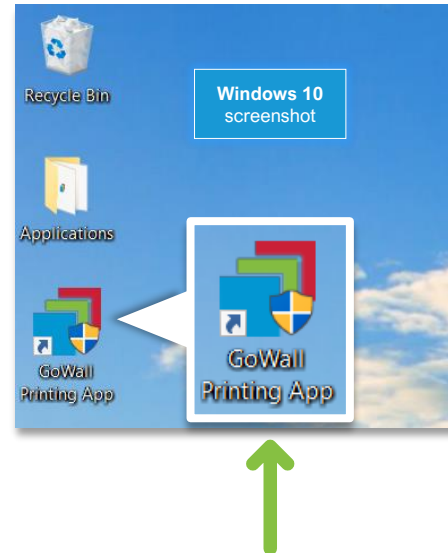 Recycle Bin
Windows 10
screenshot
Applications
GoWall
Printing App
GoWall
Printing App